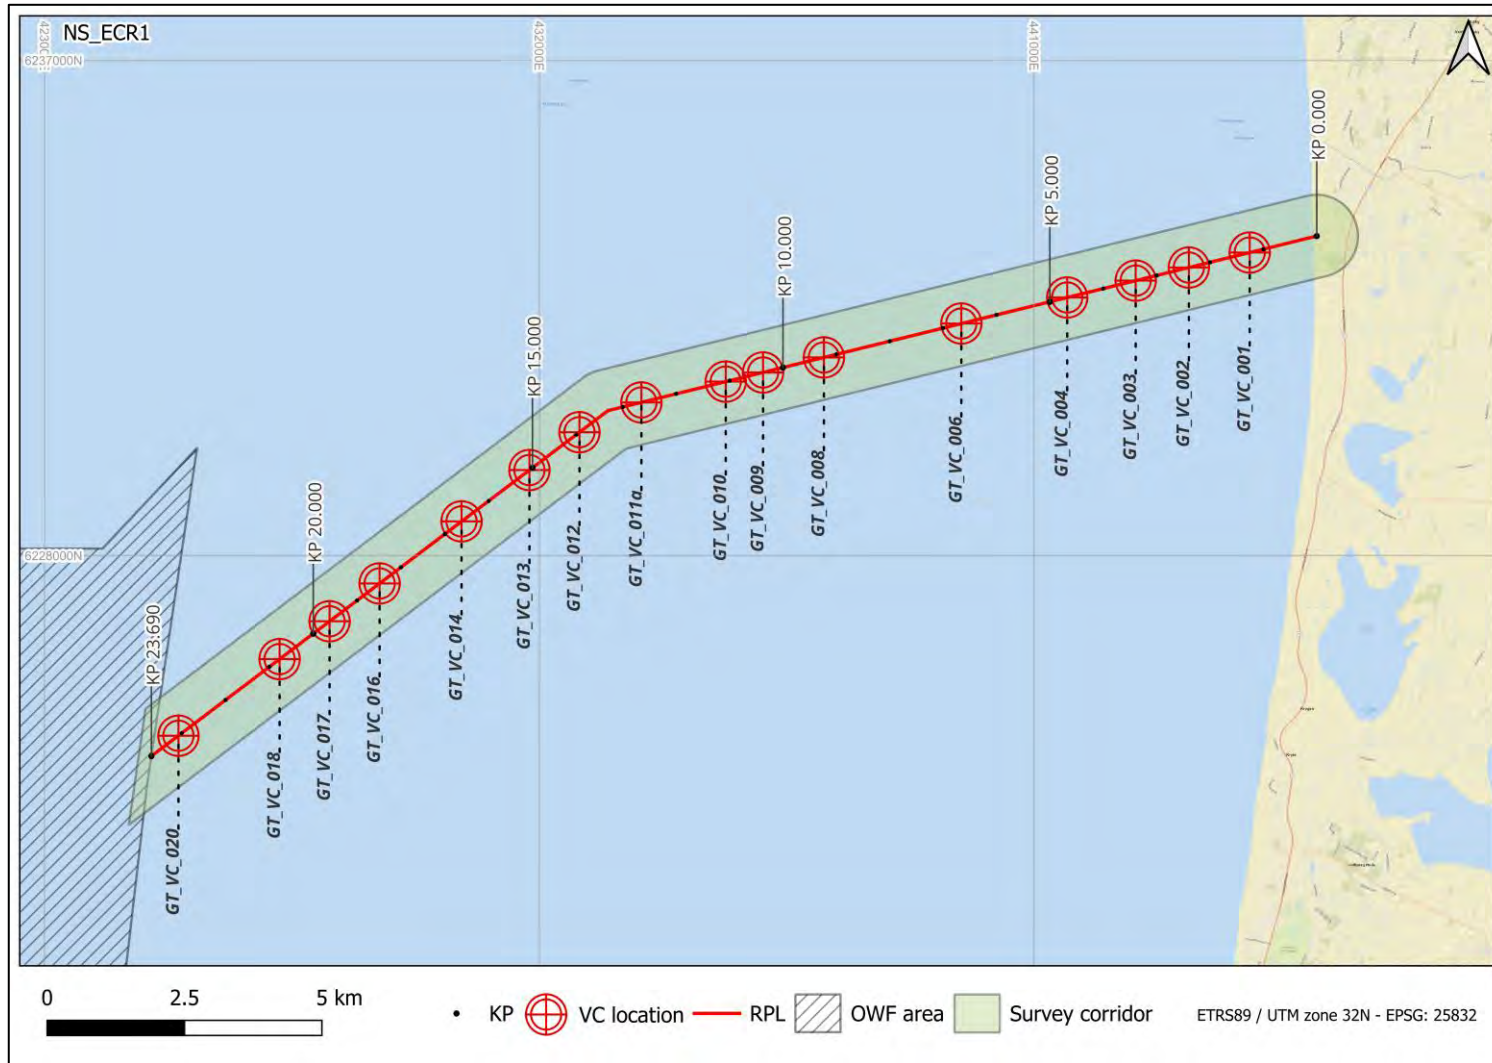 NS_ECR1
432000E
441000E
6237000N
KP 0.000
KP 5.000
KP 10.000
KP 15.000
KP 20.000
KP 23.690
6228000N
GT_VC_001
GT_VC_002
GT_VC_003
GT_VC_004
GT_VC_006
GT_VC_008
GT_VC_009
GT_VC_010
GT_VC_011a
GT_VC_012
GT_VC_013
GT_VC_014
GT_VC_016
GT_VC_017
GT_VC_018
GT_VC_020
0 2.5 5 km
KP VC location RPL OWF area Survey corridor ETRS89 / UTM zone 32N - EPSG: 25832